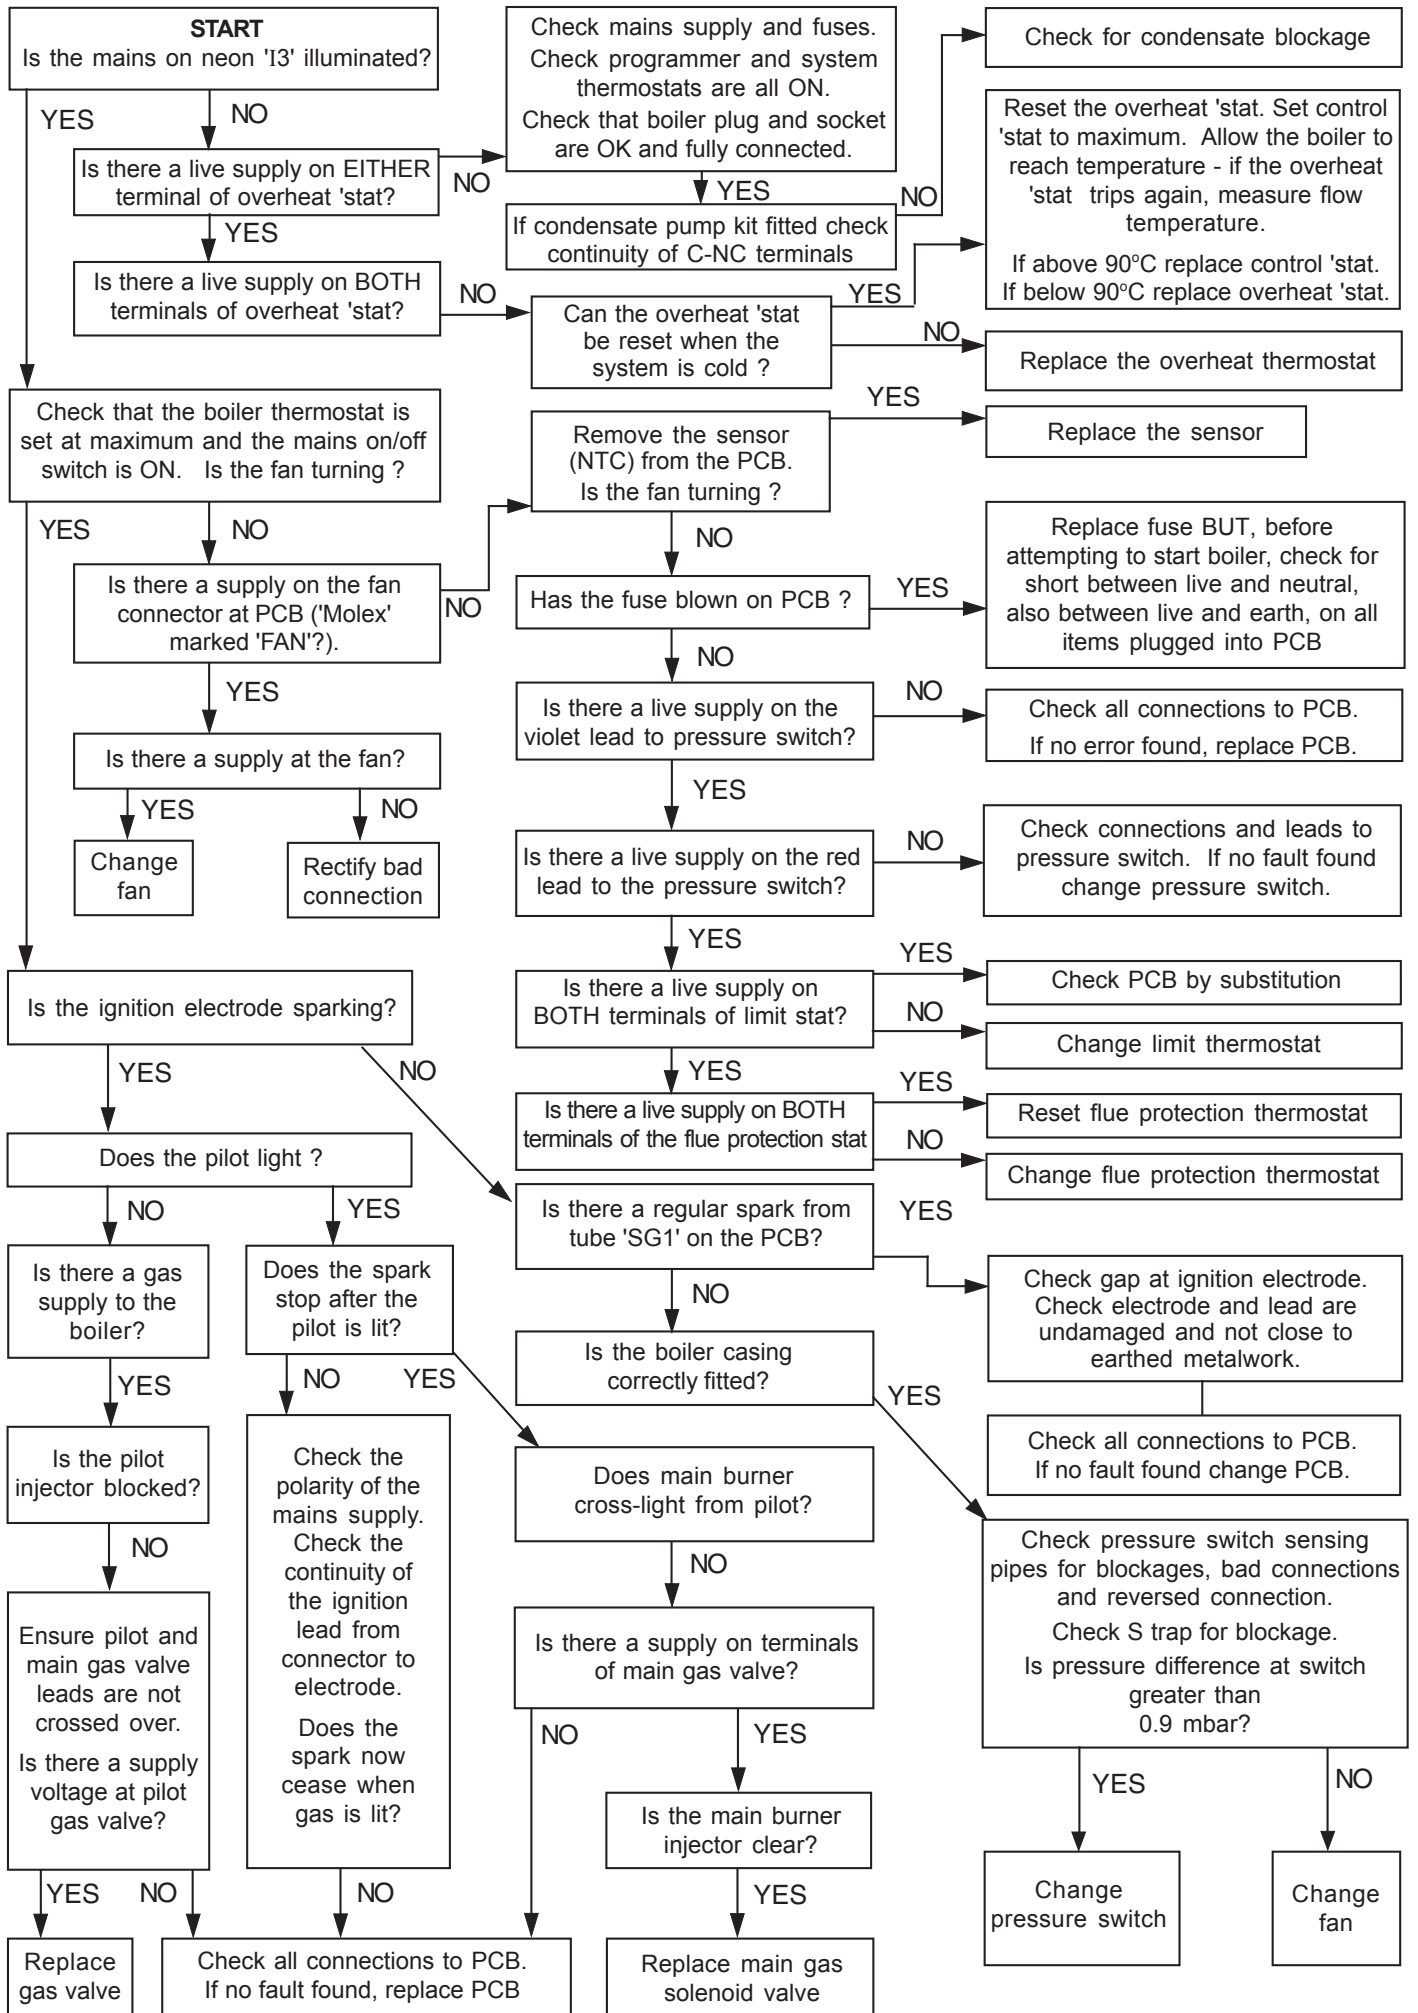 START
Is the mains on neon 'I3' illuminated?
YES
NO
Is there a live supply on EITHER
terminal of overheat 'stat?
NO
YES
Is there a live supply on BOTH
terminals of overheat 'stat?
NO
Check mains supply and fuses.
Check programmer and system
thermostats are all ON.
Check that boiler plug and socket
are OK and fully connected.
YES
If condensate pump kit fitted check
continuity of C-NC terminals
NO
Check for condensate blockage
Can the overheat 'stat
be reset when the
system is cold ?
YES
Reset the overheat 'stat. Set control
'stat to maximum. Allow the boiler to
reach temperature - if the overheat
'stat trips again, measure flow
temperature.
If above 90°C replace control 'stat.
If below 90°C replace overheat 'stat.
NO
Replace the overheat thermostat
Check that the boiler thermostat is
set at maximum and the mains on/off
switch is ON. Is the fan turning ?
YES
NO
Is there a supply on the fan
connector at PCB ('Molex'
marked 'FAN'?).
NO
YES
Is there a supply at the fan?
YES
NO
Change
fan
Rectify bad
connection
Remove the sensor
(NTC) from the PCB.
Is the fan turning ?
YES
Replace the sensor
NO
Has the fuse blown on PCB ?
YES
Replace fuse BUT, before
attempting to start boiler, check for
short between live and neutral,
also between live and earth, on all
items plugged into PCB
NO
Is there a live supply on the
violet lead to pressure switch?
NO
Check all connections to PCB.
If no error found, replace PCB.
YES
Is there a live supply on the red
lead to the pressure switch?
NO
Check connections and leads to
pressure switch. If no fault found
change pressure switch.
YES
Is there a live supply on
BOTH terminals of limit stat?
YES
Check PCB by substitution
NO
Change limit thermostat
YES
Is there a live supply on BOTH
terminals of the flue protection stat
YES
Reset flue protection thermostat
NO
Change flue protection thermostat
Is the ignition electrode sparking?
YES
NO
Does the pilot light ?
NO
YES
Is there a gas
supply to the
boiler?
YES
Is the pilot
injector blocked?
NO
Ensure pilot and
main gas valve
leads are not
crossed over.
Is there a supply
voltage at pilot
gas valve?
YES
NO
Replace
gas valve
Does the spark
stop after the
pilot is lit?
NO
YES
Check the
polarity of the
mains supply.
Check the
continuity of
the ignition
lead from
connector to
electrode.
Does the
spark now
cease when
gas is lit?
NO
Check all connections to PCB.
If no fault found, replace PCB
Is there a regular spark from
tube 'SG1' on the PCB?
YES
Check gap at ignition electrode.
Check electrode and lead are
undamaged and not close to
earthed metalwork.
Check all connections to PCB.
If no fault found change PCB.
NO
Is the boiler casing
correctly fitted?
YES
Check pressure switch sensing
pipes for blockages, bad connections
and reversed connection.
Check S trap for blockage.
Is pressure difference at switch
greater than
0.9 mbar?
YES
NO
Change
pressure switch
Change
fan
Does main burner
cross-light from pilot?
NO
Is there a supply on terminals
of main gas valve?
NO
YES
Is the main burner
injector clear?
YES
Replace main gas
solenoid valve